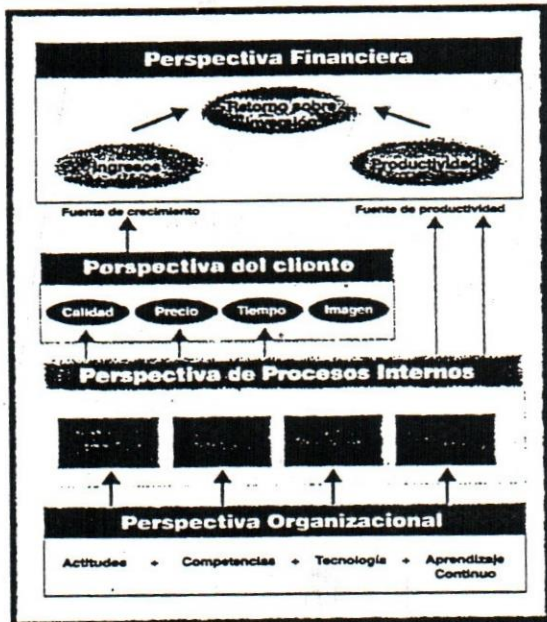 Perspectiva Financiera
Retorno sobre
inversión
Ingresos
Productividad
Fuente de crecimiento
Fuente de productividad
Perspectiva del cliente
Calidad
Precio
Tiempo
Imagen
Perspectiva de Procesos Internos
Perspectiva Organizacional
Actitudes + Competencias + Tecnología + Aprendizaje
Continuo